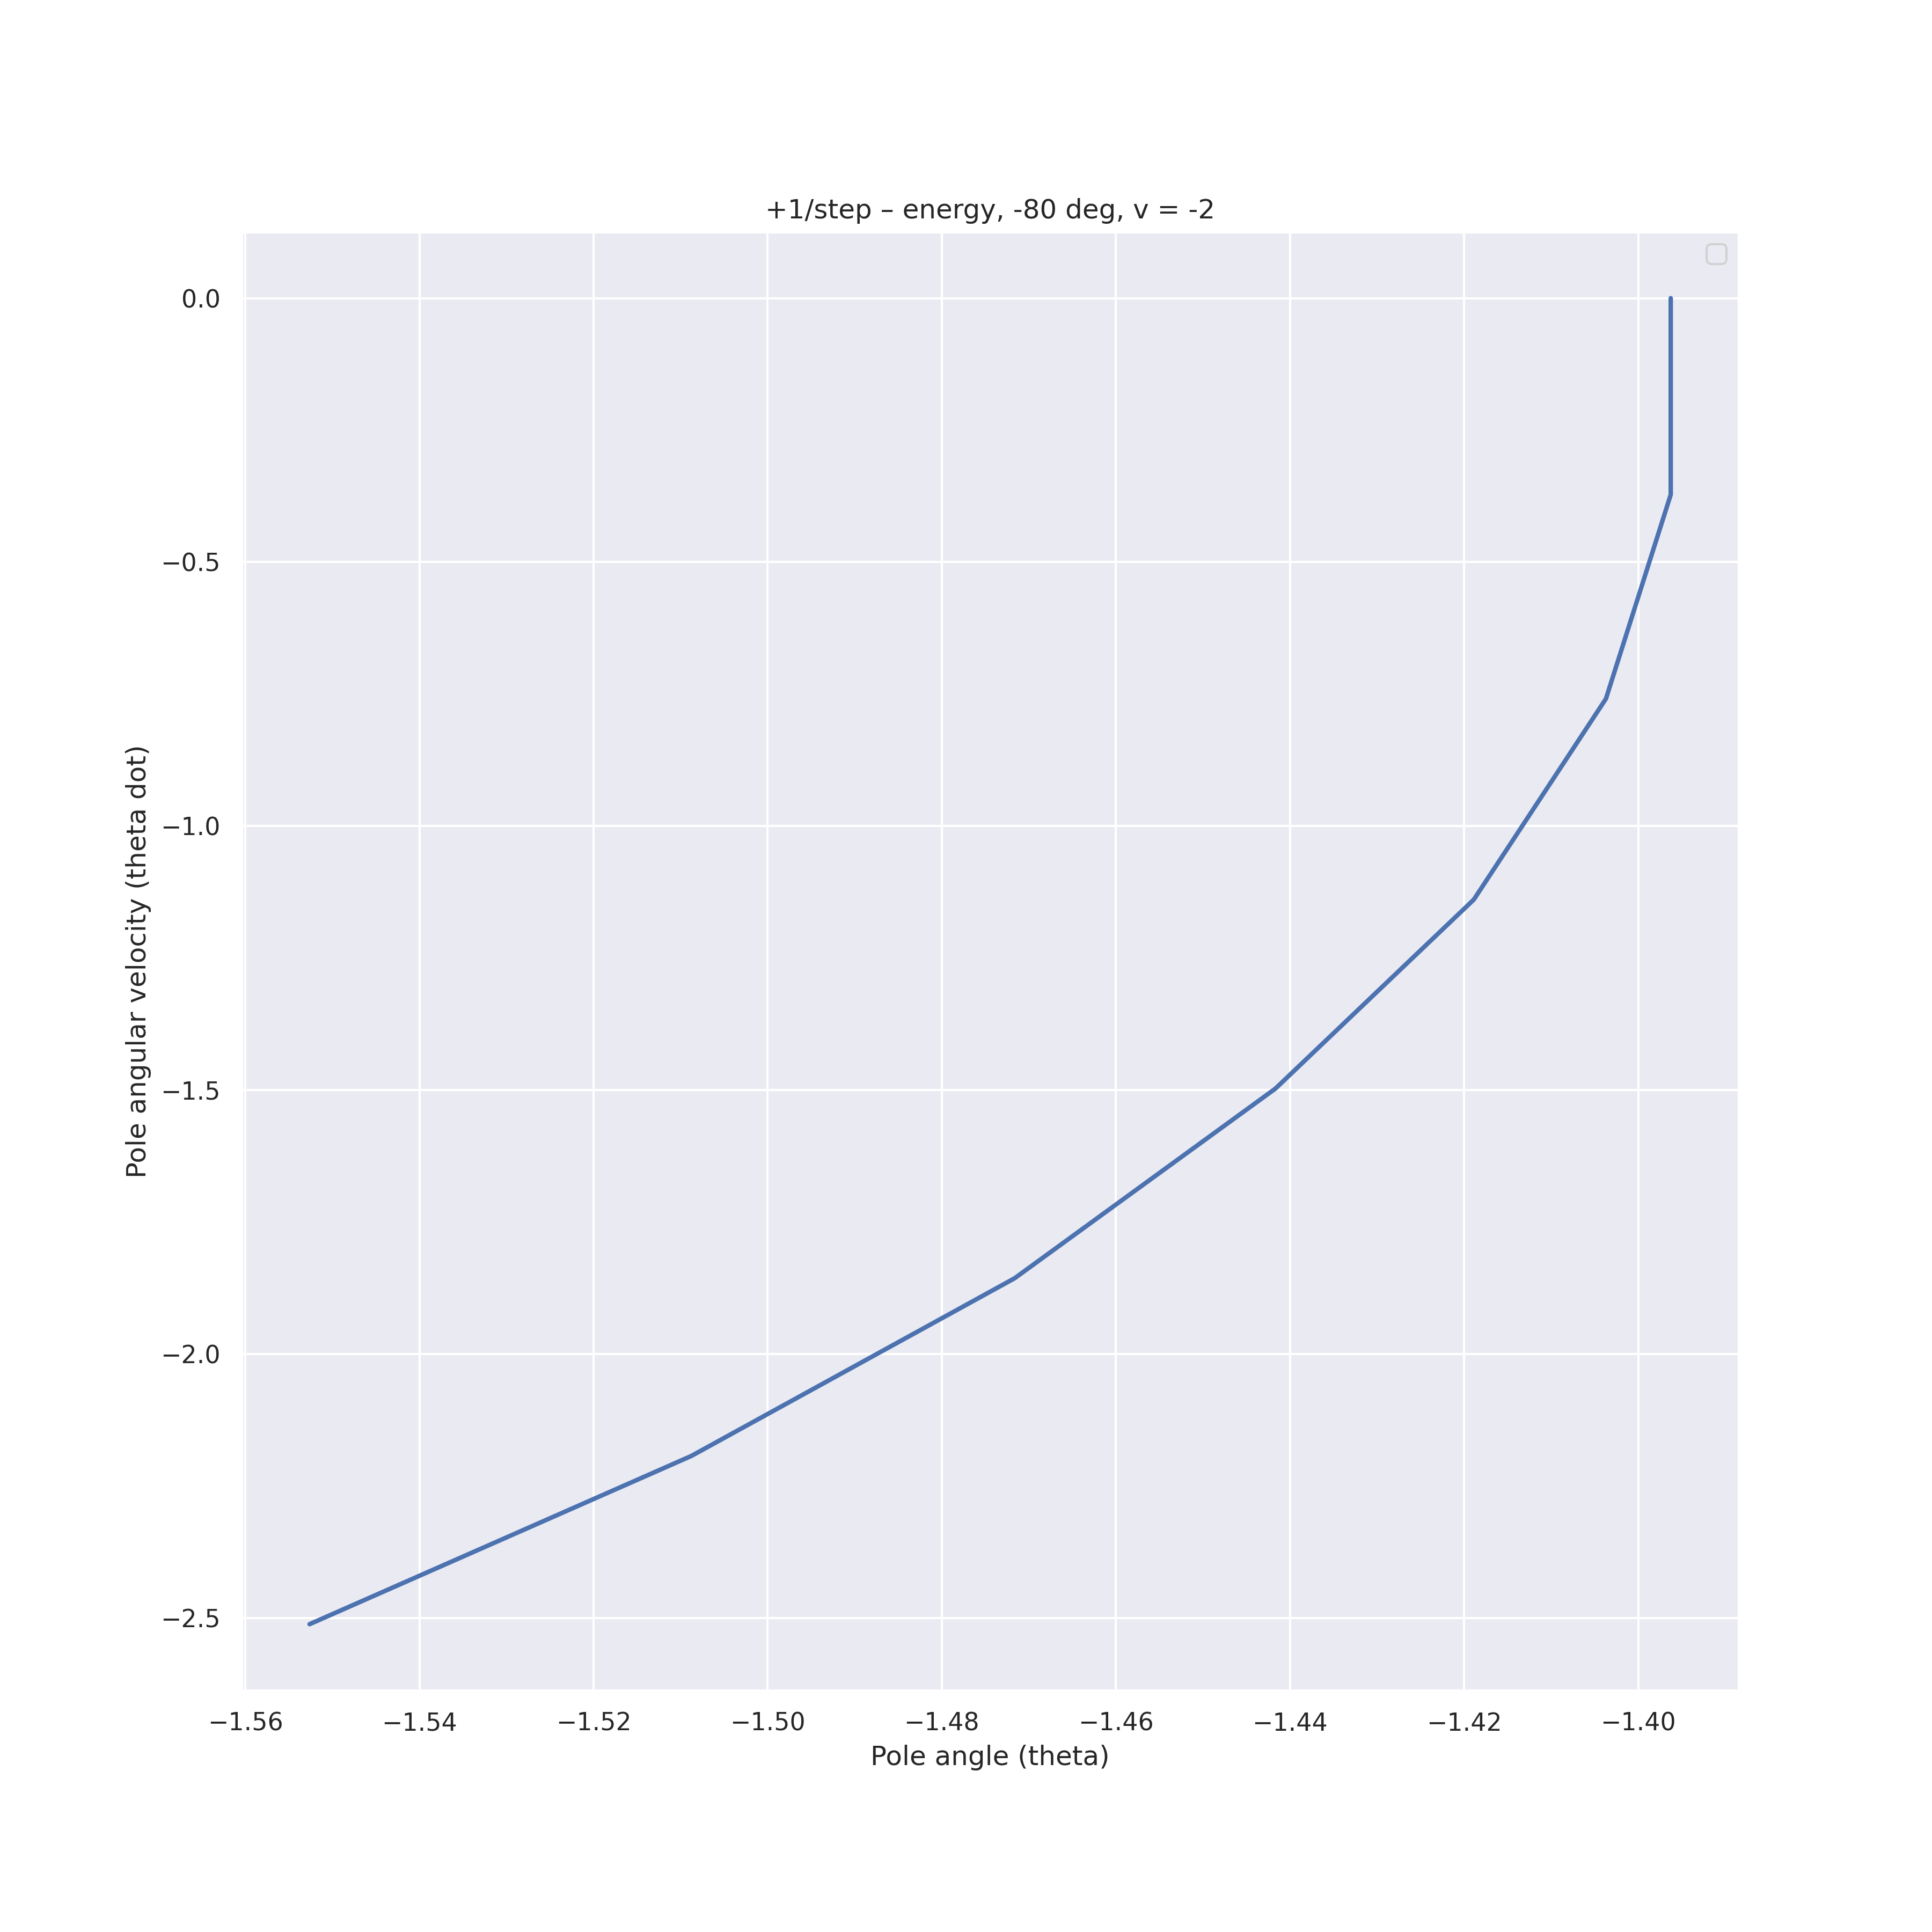 +1/step – energy, -80 deg, v = -2
0.0
−0.5
−1.0
−1.5
−2.0
−2.5
Pole angular velocity (theta dot)
−1.56 −1.54 −1.52 −1.50 −1.48 −1.46 −1.44 −1.42 −1.40
Pole angle (theta)